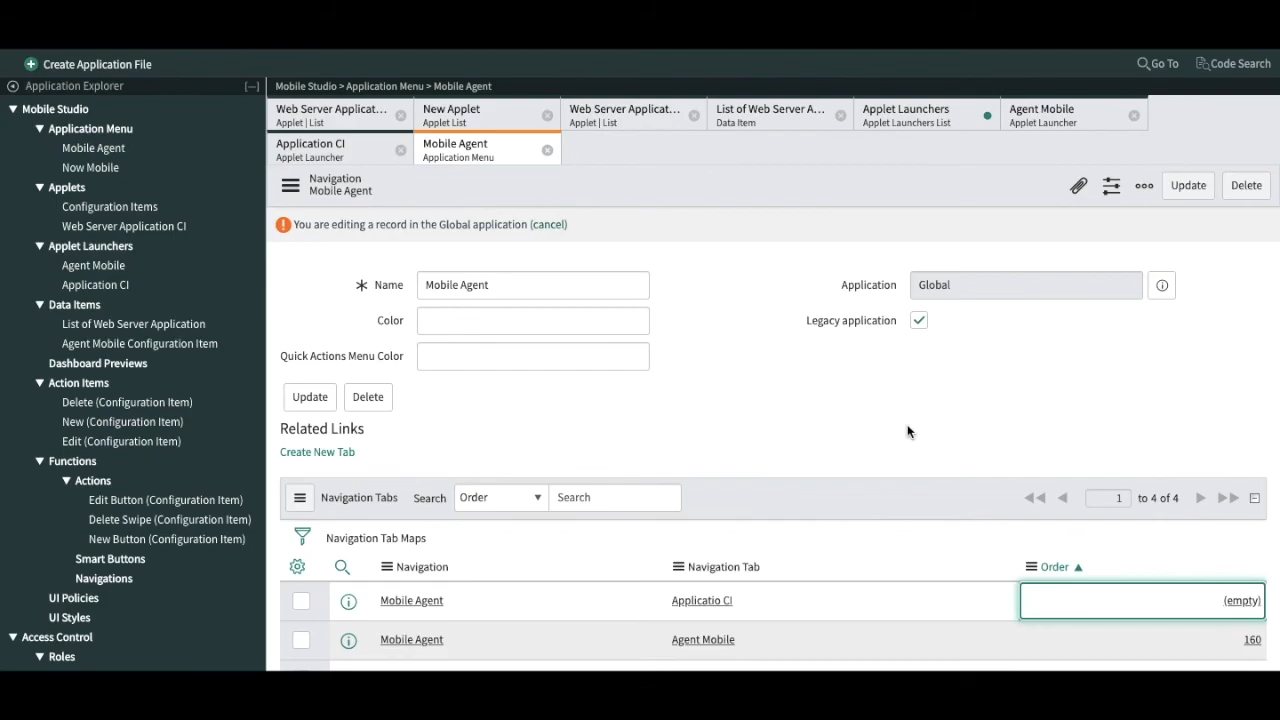 Create Application File
Go To
Code Search
Application Explorer
[—]
Mobile Studio > Application Menu > Mobile Agent
Mobile Studio
Application Menu
Mobile Agent
Now Mobile
Applets
Configuration Items
Web Server Application CI
Applet Launchers
Agent Mobile
Application CI
Data Items
List of Web Server Application
Agent Mobile Configuration Item
Dashboard Previews
Action Items
Delete (Configuration Item)
New (Configuration Item)
Edit (Configuration Item)
Functions
Actions
Edit Button (Configuration Item)
Delete Swipe (Configuration Item)
New Button (Configuration Item)
Smart Buttons
Navigations
UI Policies
UI Styles
Access Control
Roles
Web Server Applicat...
Applet | List
New Applet
Applet List
Web Server Applicat...
Applet | List
List of Web Server A...
Data Item
Applet Launchers
Applet Launchers List
Agent Mobile
Applet Launcher
Application CI
Applet Launcher
Mobile Agent
Application Menu
Navigation
Mobile Agent
Update
Delete
You are editing a record in the Global application (cancel)
Name
Mobile Agent
Application
Global
Color
Legacy application
Quick Actions Menu Color
Update
Delete
Related Links
Create New Tab
Navigation Tabs
Search
Order
Search
1
to 4 of 4
Navigation Tab Maps
Navigation
Navigation Tab
Order
Mobile Agent
Applicatio CI
(empty)
Mobile Agent
Agent Mobile
160